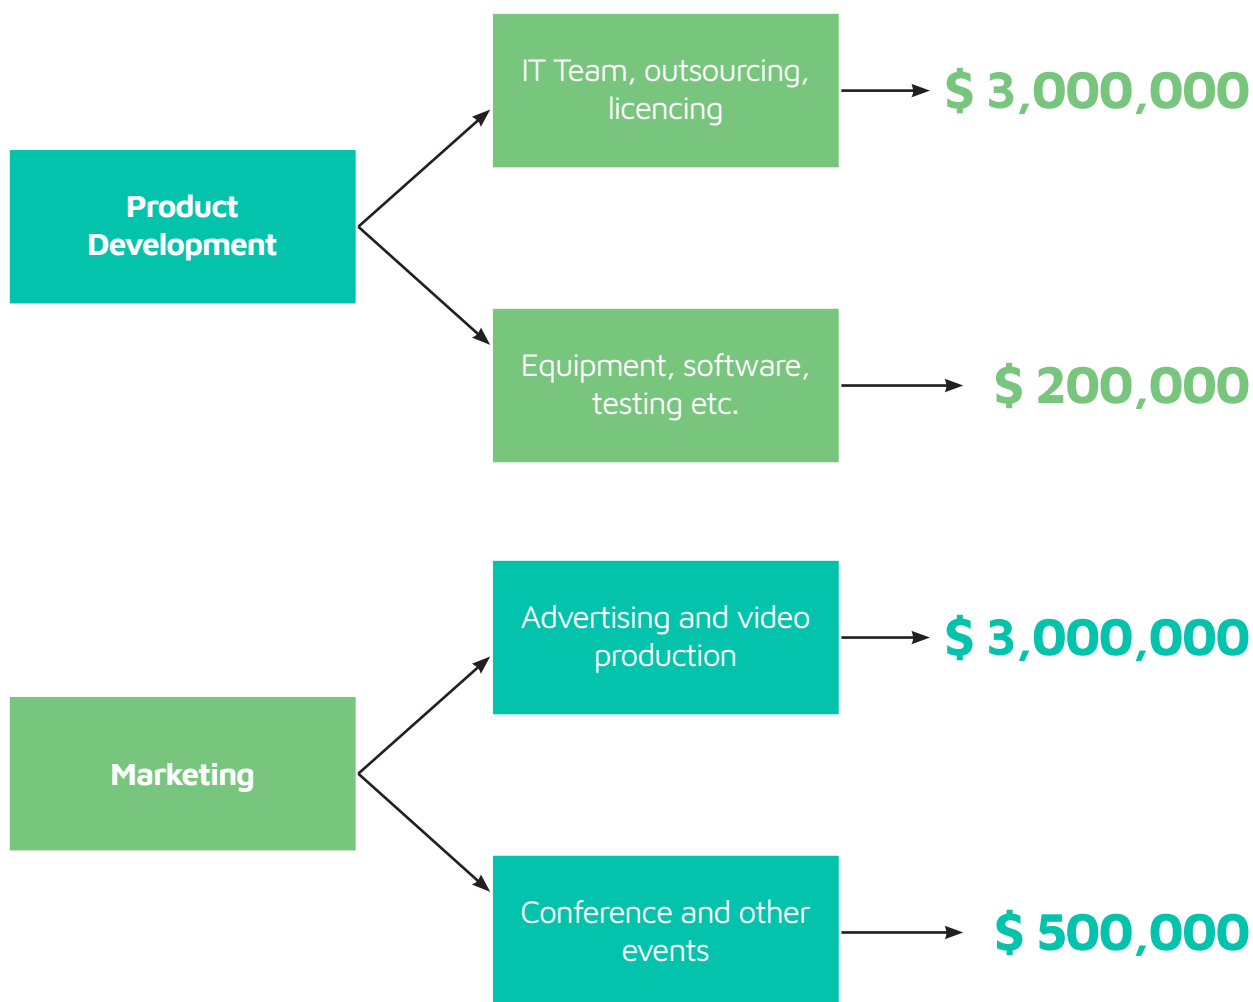 IT Team, outsourcing,
licencing
$ 3,000,000
Product
Development
Equipment, software,
testing etc.
$ 200,000
Advertising and video
production
$ 3,000,000
Marketing
Conference and other
events
$ 500,000